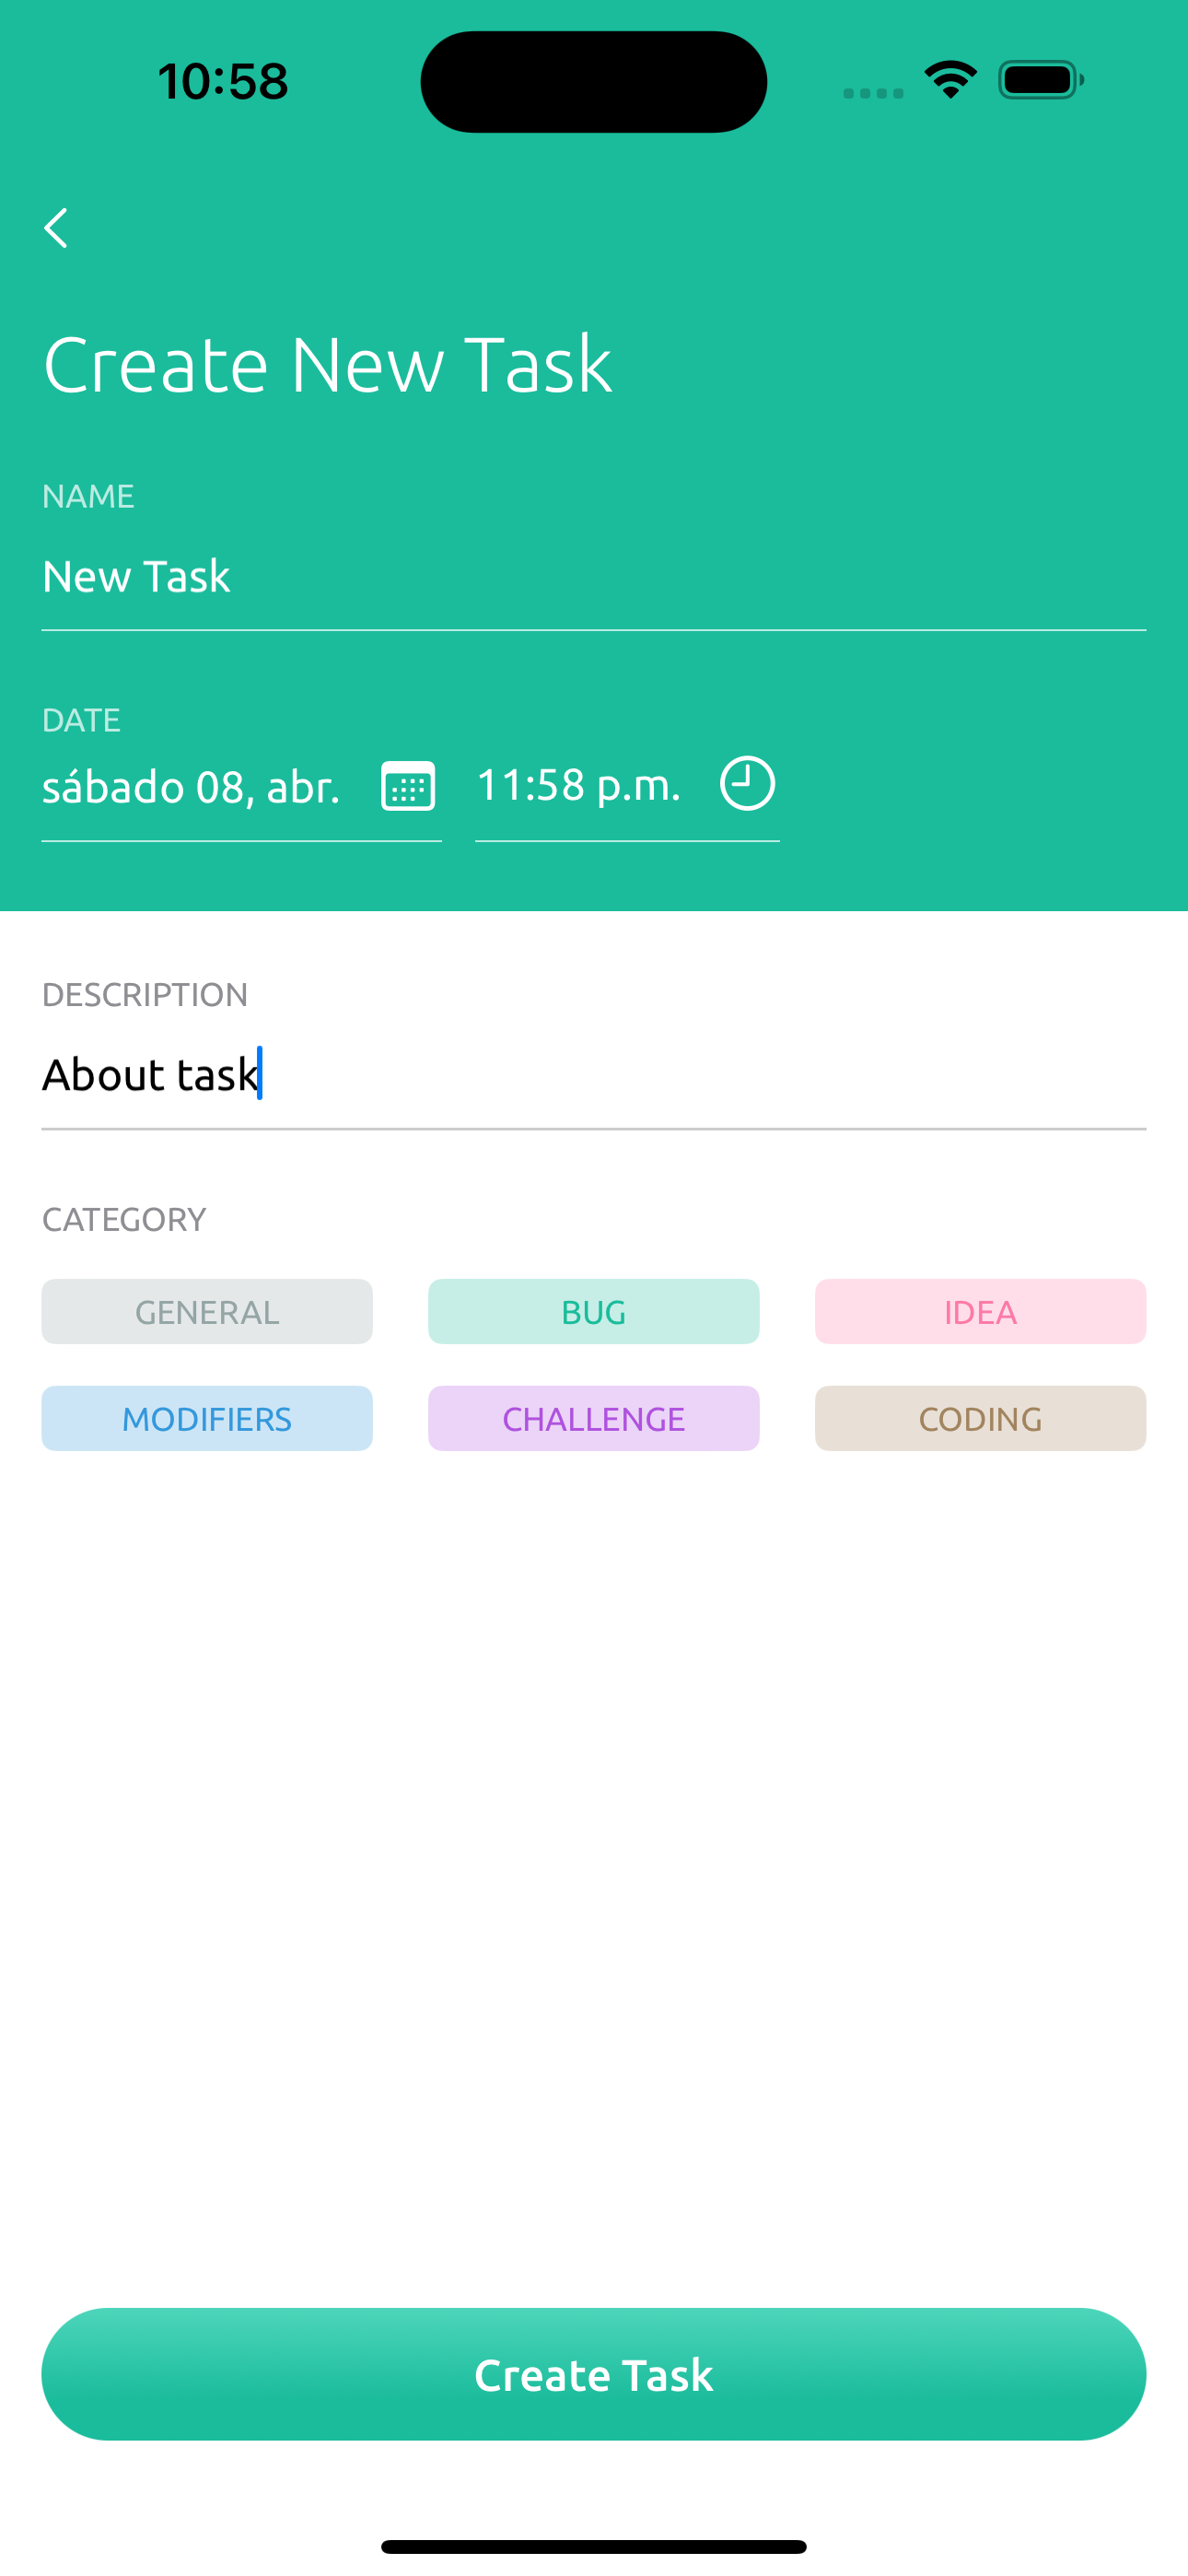 10:58
Create New Task
NAME
New Task
DATE
sábado 08, abr. 11:58 p.m.
DESCRIPTION
About task
CATEGORY
GENERAL BUG IDEA
MODIFIERS CHALLENGE CODING
Create Task